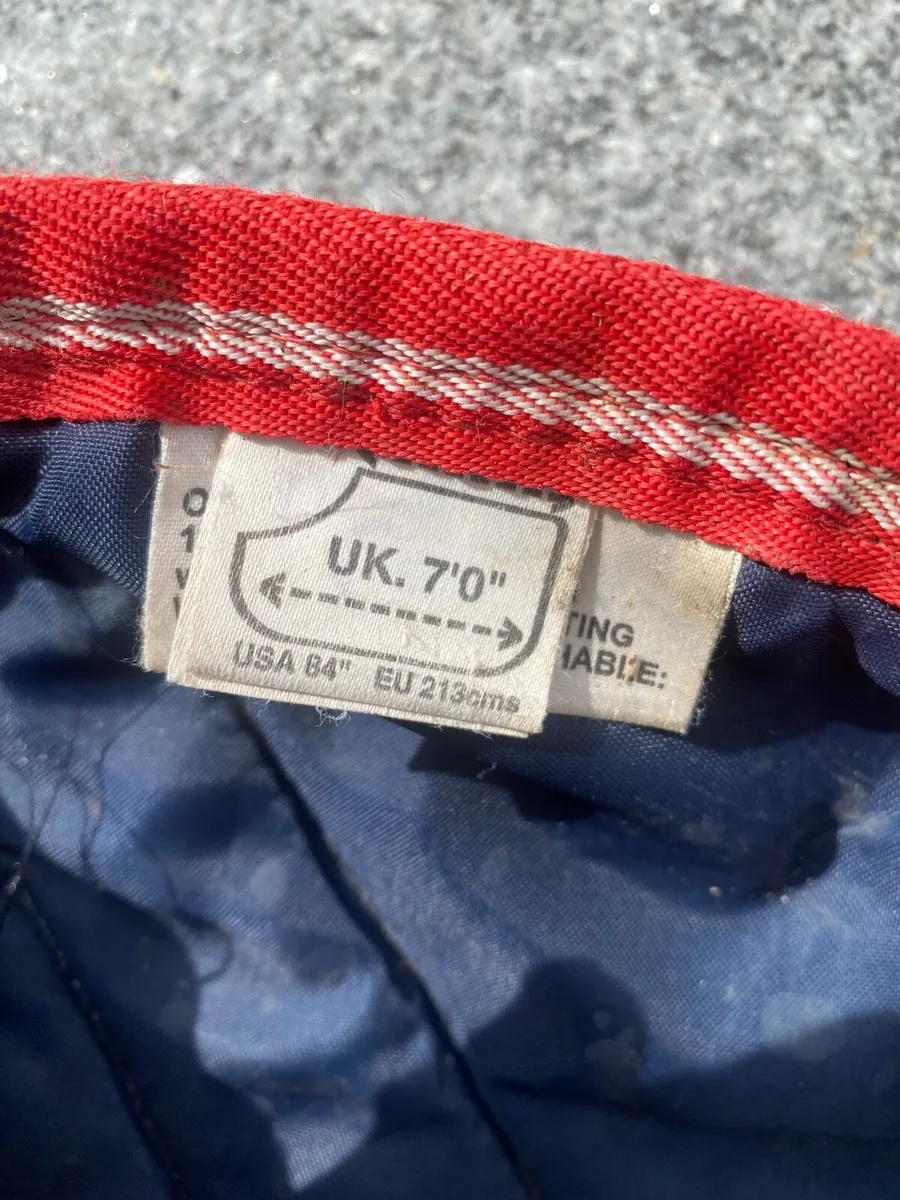 UK. 7'0"
USA 84" EU 213cms
TING
HABLE: